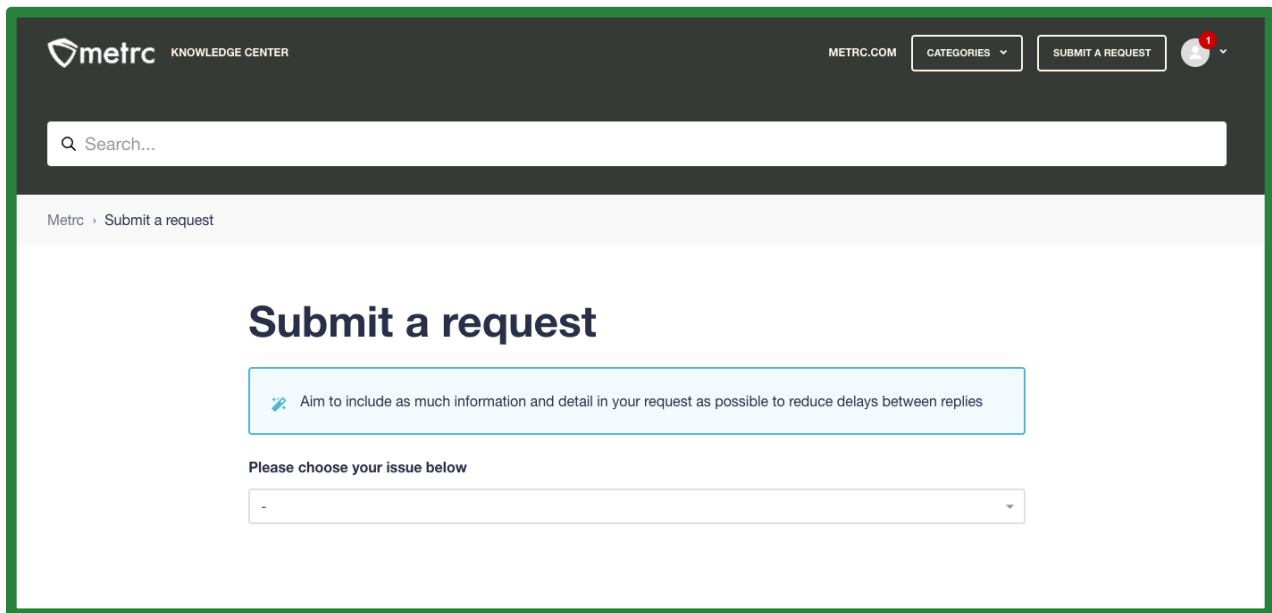 metrc KNOWLEDGE CENTER METRC.COM CATEGORIES SUBMIT A REQUEST 1
Search...
Metrc › Submit a request
Submit a request
Aim to include as much information and detail in your request as possible to reduce delays between replies
Please choose your issue below
-